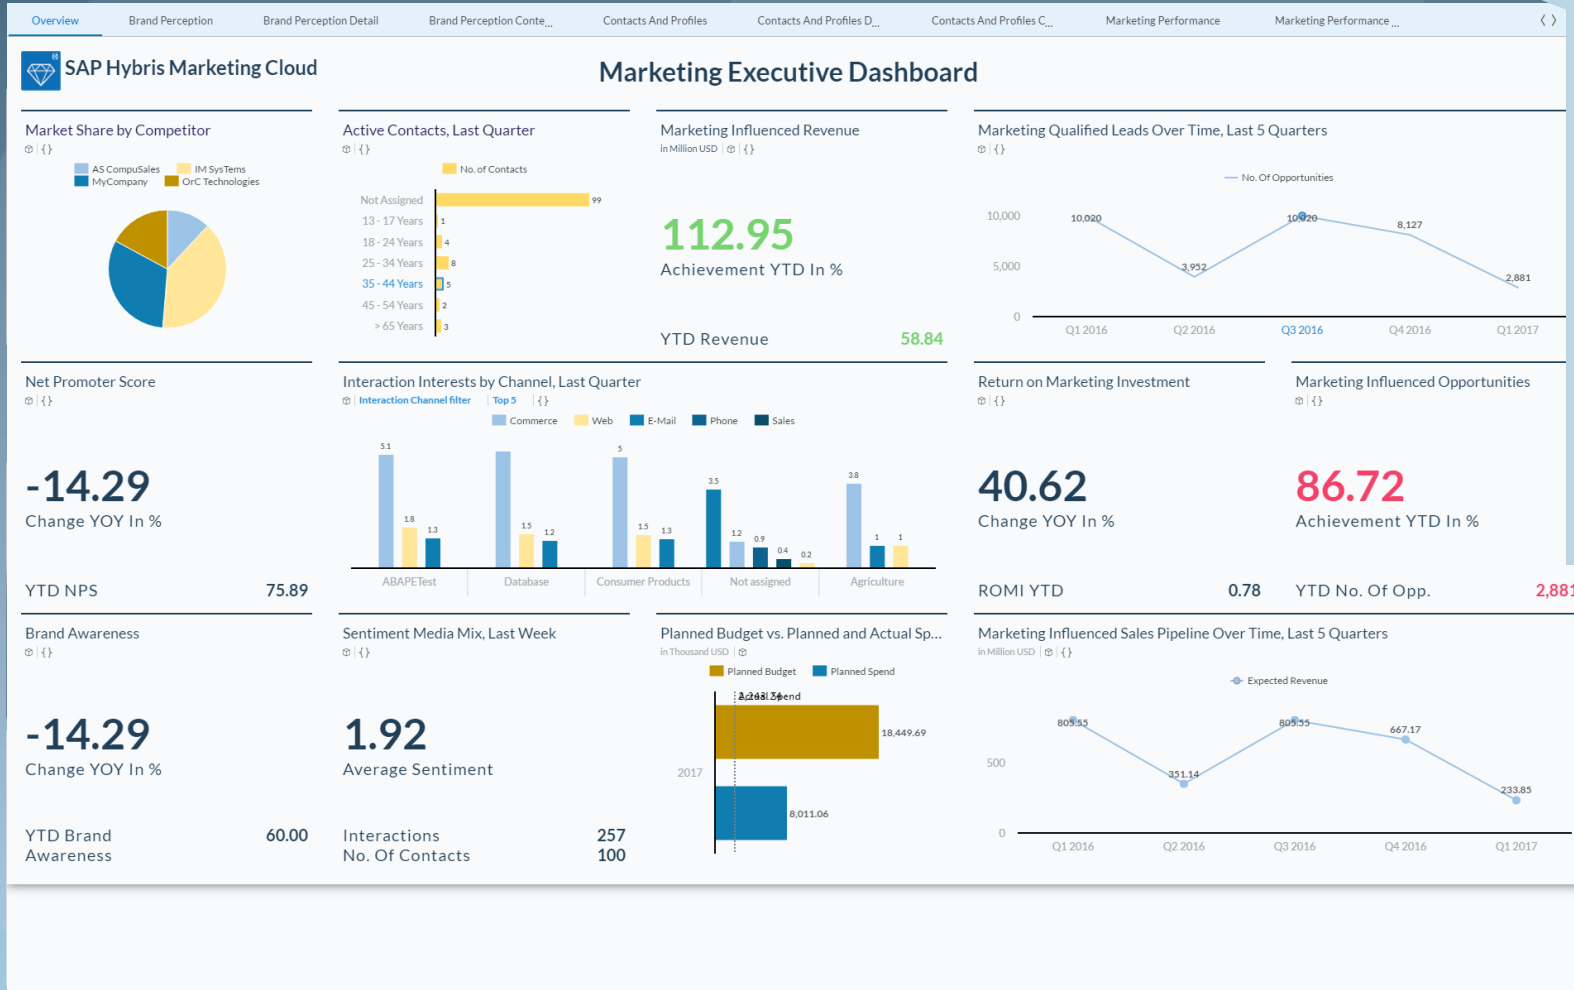 Overview
Brand Perception
Brand Perception Detail
Brand Perception Conte...
Contacts And Profiles
Contacts And Profiles D...
Contacts And Profiles C...
Marketing Performance
Marketing Performance ...
SAP Hybris Marketing Cloud
Marketing Executive Dashboard
Market Share by Competitor
AS CompuSales
IM SysTems
MyCompany
OrC Technologies
Active Contacts, Last Quarter
No. of Contacts
Not Assigned 99
13 - 17 Years 1
18 - 24 Years 4
25 - 34 Years 8
35 - 44 Years 5
45 - 54 Years 2
> 65 Years 3
Marketing Influenced Revenue
in Million USD
112.95
Achievement YTD In %
YTD Revenue 58.84
Marketing Qualified Leads Over Time, Last 5 Quarters
No. Of Opportunities
10,000
5,000
0
10,020
3,952
10,020
8,127
2,881
Q1 2016
Q2 2016
Q3 2016
Q4 2016
Q1 2017
Net Promoter Score
-14.29
Change YOY In %
YTD NPS 75.89
Interaction Interests by Channel, Last Quarter
Interaction Channel filter
Top 5
Commerce
Web
E-Mail
Phone
Sales
5.1
1.8
1.3
1.5
1.2
5
1.5
1.3
3.5
1.2
0.9
0.4
0.2
3.8
1
1
ABAPETest
Database
Consumer Products
Not assigned
Agriculture
Return on Marketing Investment
40.62
Change YOY In %
ROMI YTD 0.78
Marketing Influenced Opportunities
86.72
Achievement YTD In %
YTD No. Of Opp. 2,881
Brand Awareness
-14.29
Change YOY In %
YTD Brand 60.00
Awareness
Sentiment Media Mix, Last Week
1.92
Average Sentiment
Interactions 257
No. Of Contacts 100
Planned Budget vs. Planned and Actual Sp...
in Thousand USD
Planned Budget
Planned Spend
Actual Spend
18,449.69
2017
8,011.06
Marketing Influenced Sales Pipeline Over Time, Last 5 Quarters
in Million USD
Expected Revenue
500
0
805.55
351.14
805.55
667.17
233.85
Q1 2016
Q2 2016
Q3 2016
Q4 2016
Q1 2017